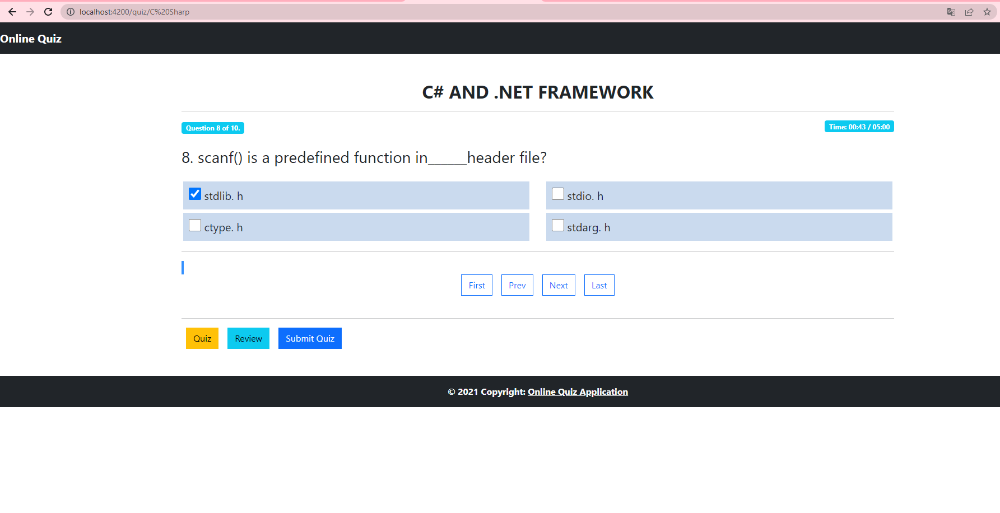 localhost:4200/quiz/C%20Sharp
Online Quiz
C# AND .NET FRAMEWORK
Question 8 of 10.
Time: 00:43 / 05:00
8. scanf() is a predefined function in______header file?
stdlib. h
stdio. h
ctype. h
stdarg. h
First Prev Next Last
Quiz Review Submit Quiz
© 2021 Copyright: Online Quiz Application